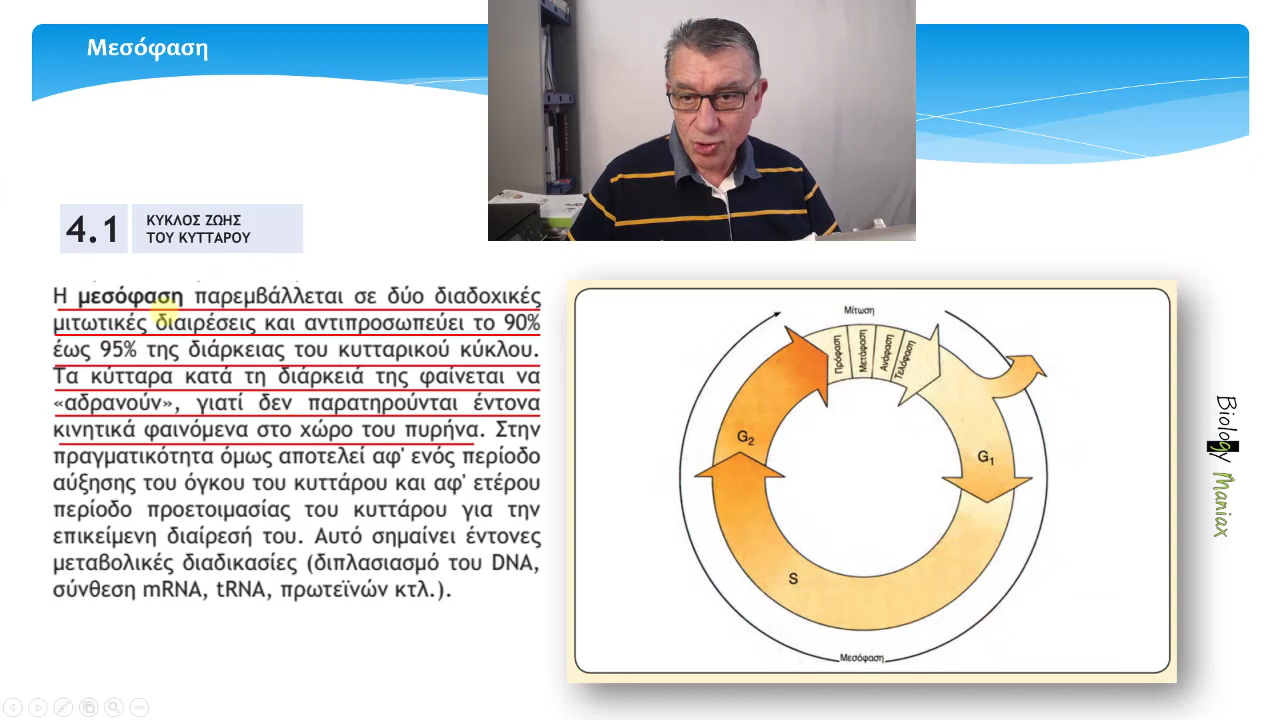 Μεσόφαση
4.1
ΚΥΚΛΟΣ ΖΩΗΣ
ΤΟΥ ΚΥΤΤΑΡΟΥ
Η μεσόφαση παρεμβάλλεται σε δύο διαδοχικές
μιτωτικές διαιρέσεις και αντιπροσωπεύει το 90%
έως 95% της διάρκειας του κυτταρικού κύκλου.
Τα κύτταρα κατά τη διάρκειά της φαίνεται να
«αδρανούν», γιατί δεν παρατηρούνται έντονα
κινητικά φαινόμενα στο χώρο του πυρήνα. Στην
πραγματικότητα όμως αποτελεί αφ' ενός περίοδο
αύξησης του όγκου του κυττάρου και αφ' ετέρου
περίοδο προετοιμασίας του κυττάρου για την
επικείμενη διαίρεσή του. Αυτό σημαίνει έντονες
μεταβολικές διαδικασίες (διπλασιασμό του DNA,
σύνθεση mRNA, tRNA, πρωτεϊνών κτλ.).
Μίτωση
Πρόφαση
Μετάφαση
Ανάφαση
Τελόφαση
G2
G1
S
Μεσόφαση
Biology Maniax